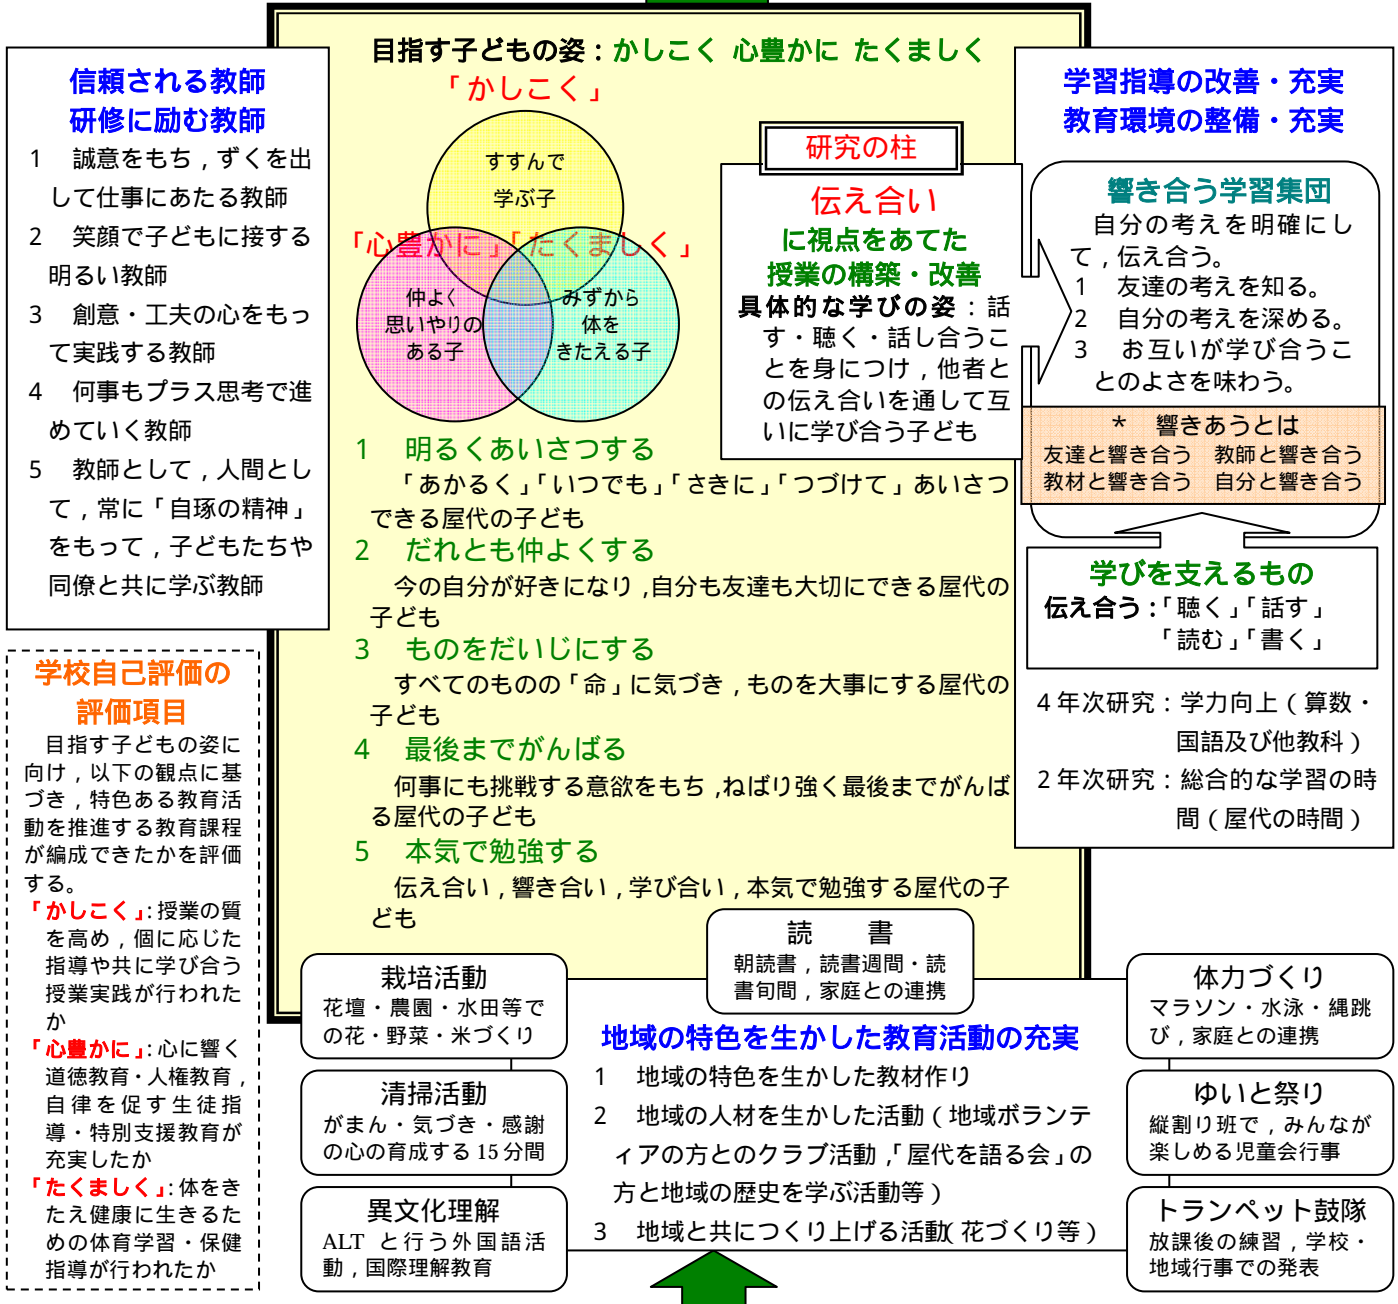 目指す子どもの姿：かしこく 心豊かに たくましく
「かしこく」
すすんで
学ぶ子
「心豊かに」「たくましく」
仲よく
思いやりの
ある子
みずから
体を
きたえる子
信頼される教師
研修に励む教師
1　誠意をもち，ずくを出
して仕事にあたる教師
2　笑顔で子どもに接する
明るい教師
3　創意・工夫の心をもっ
て実践する教師
4　何事もプラス思考で進
めていく教師
5　教師として，人間とし
て，常に「自琢の精神」
をもって，子どもたちや
同僚と共に学ぶ教師
研究の柱
伝え合い
に視点をあてた
授業の構築・改善
具体的な学びの姿：話
す・聴く・話し合うこ
とを身につけ，他者と
の伝え合いを通して互
いに学び合う子ども
学習指導の改善・充実
教育環境の整備・充実
響き合う学習集団
自分の考えを明確にし
て，伝え合う。
1　友達の考えを知る。
2　自分の考えを深める。
3　お互いが学び合うこ
とのよさを味わう。
*　響きあうとは
友達と響き合う　教師と響き合う
教材と響き合う　自分と響き合う
学びを支えるもの
伝え合う：「聴く」「話す」
「読む」「書く」
4年次研究：学力向上（算数・
国語及び他教科）
2年次研究：総合的な学習の時
間（屋代の時間）
1　明るくあいさつする
「あかるく」「いつでも」「さきに」「つづけて」あいさつ
できる屋代の子ども
2　だれとも仲よくする
今の自分が好きになり，自分も友達も大切にできる屋代の
子ども
3　ものをだいじにする
すべてのものの「命」に気づき，ものを大事にする屋代の
子ども
4　最後までがんばる
何事にも挑戦する意欲をもち，ねばり強く最後までがんば
る屋代の子ども
5　本気で勉強する
伝え合い，響き合い，学び合い，本気で勉強する屋代の子
ども
学校自己評価の
評価項目
目指す子どもの姿に
向け，以下の観点に基
づき，特色ある教育活
動を推進する教育課程
が編成できたかを評価
する。
「かしこく」：授業の質
を高め，個に応じた
指導や共に学び合う
授業実践が行われた
か
「心豊かに」：心に響く
道徳教育・人権教育，
自律を促す生徒指
導・特別支援教育が
充実したか
「たくましく」：体をき
たえ健康に生きるた
めの体育学習・保健
指導が行われたか
読　書
朝読書，読書週間・読
書旬間，家庭との連携
栽培活動
花壇・農園・水田等で
の花・野菜・米づくり
清掃活動
がまん・気づき・感謝
の心の育成する15分間
異文化理解
ALT と行う外国語活
動，国際理解教育
地域の特色を生かした教育活動の充実
1　地域の特色を生かした教材作り
2　地域の人材を生かした活動（地域ボランテ
ィアの方とのクラブ活動，「屋代を語る会」の
方と地域の歴史を学ぶ活動等）
3　地域と共につくり上げる活動（花づくり等）
体力づくり
マラソン・水泳・縄跳
び，家庭との連携
ゆいと祭り
縦割り班で，みんなが
楽しめる児童会行事
トランペット鼓隊
放課後の練習，学校・
地域行事での発表